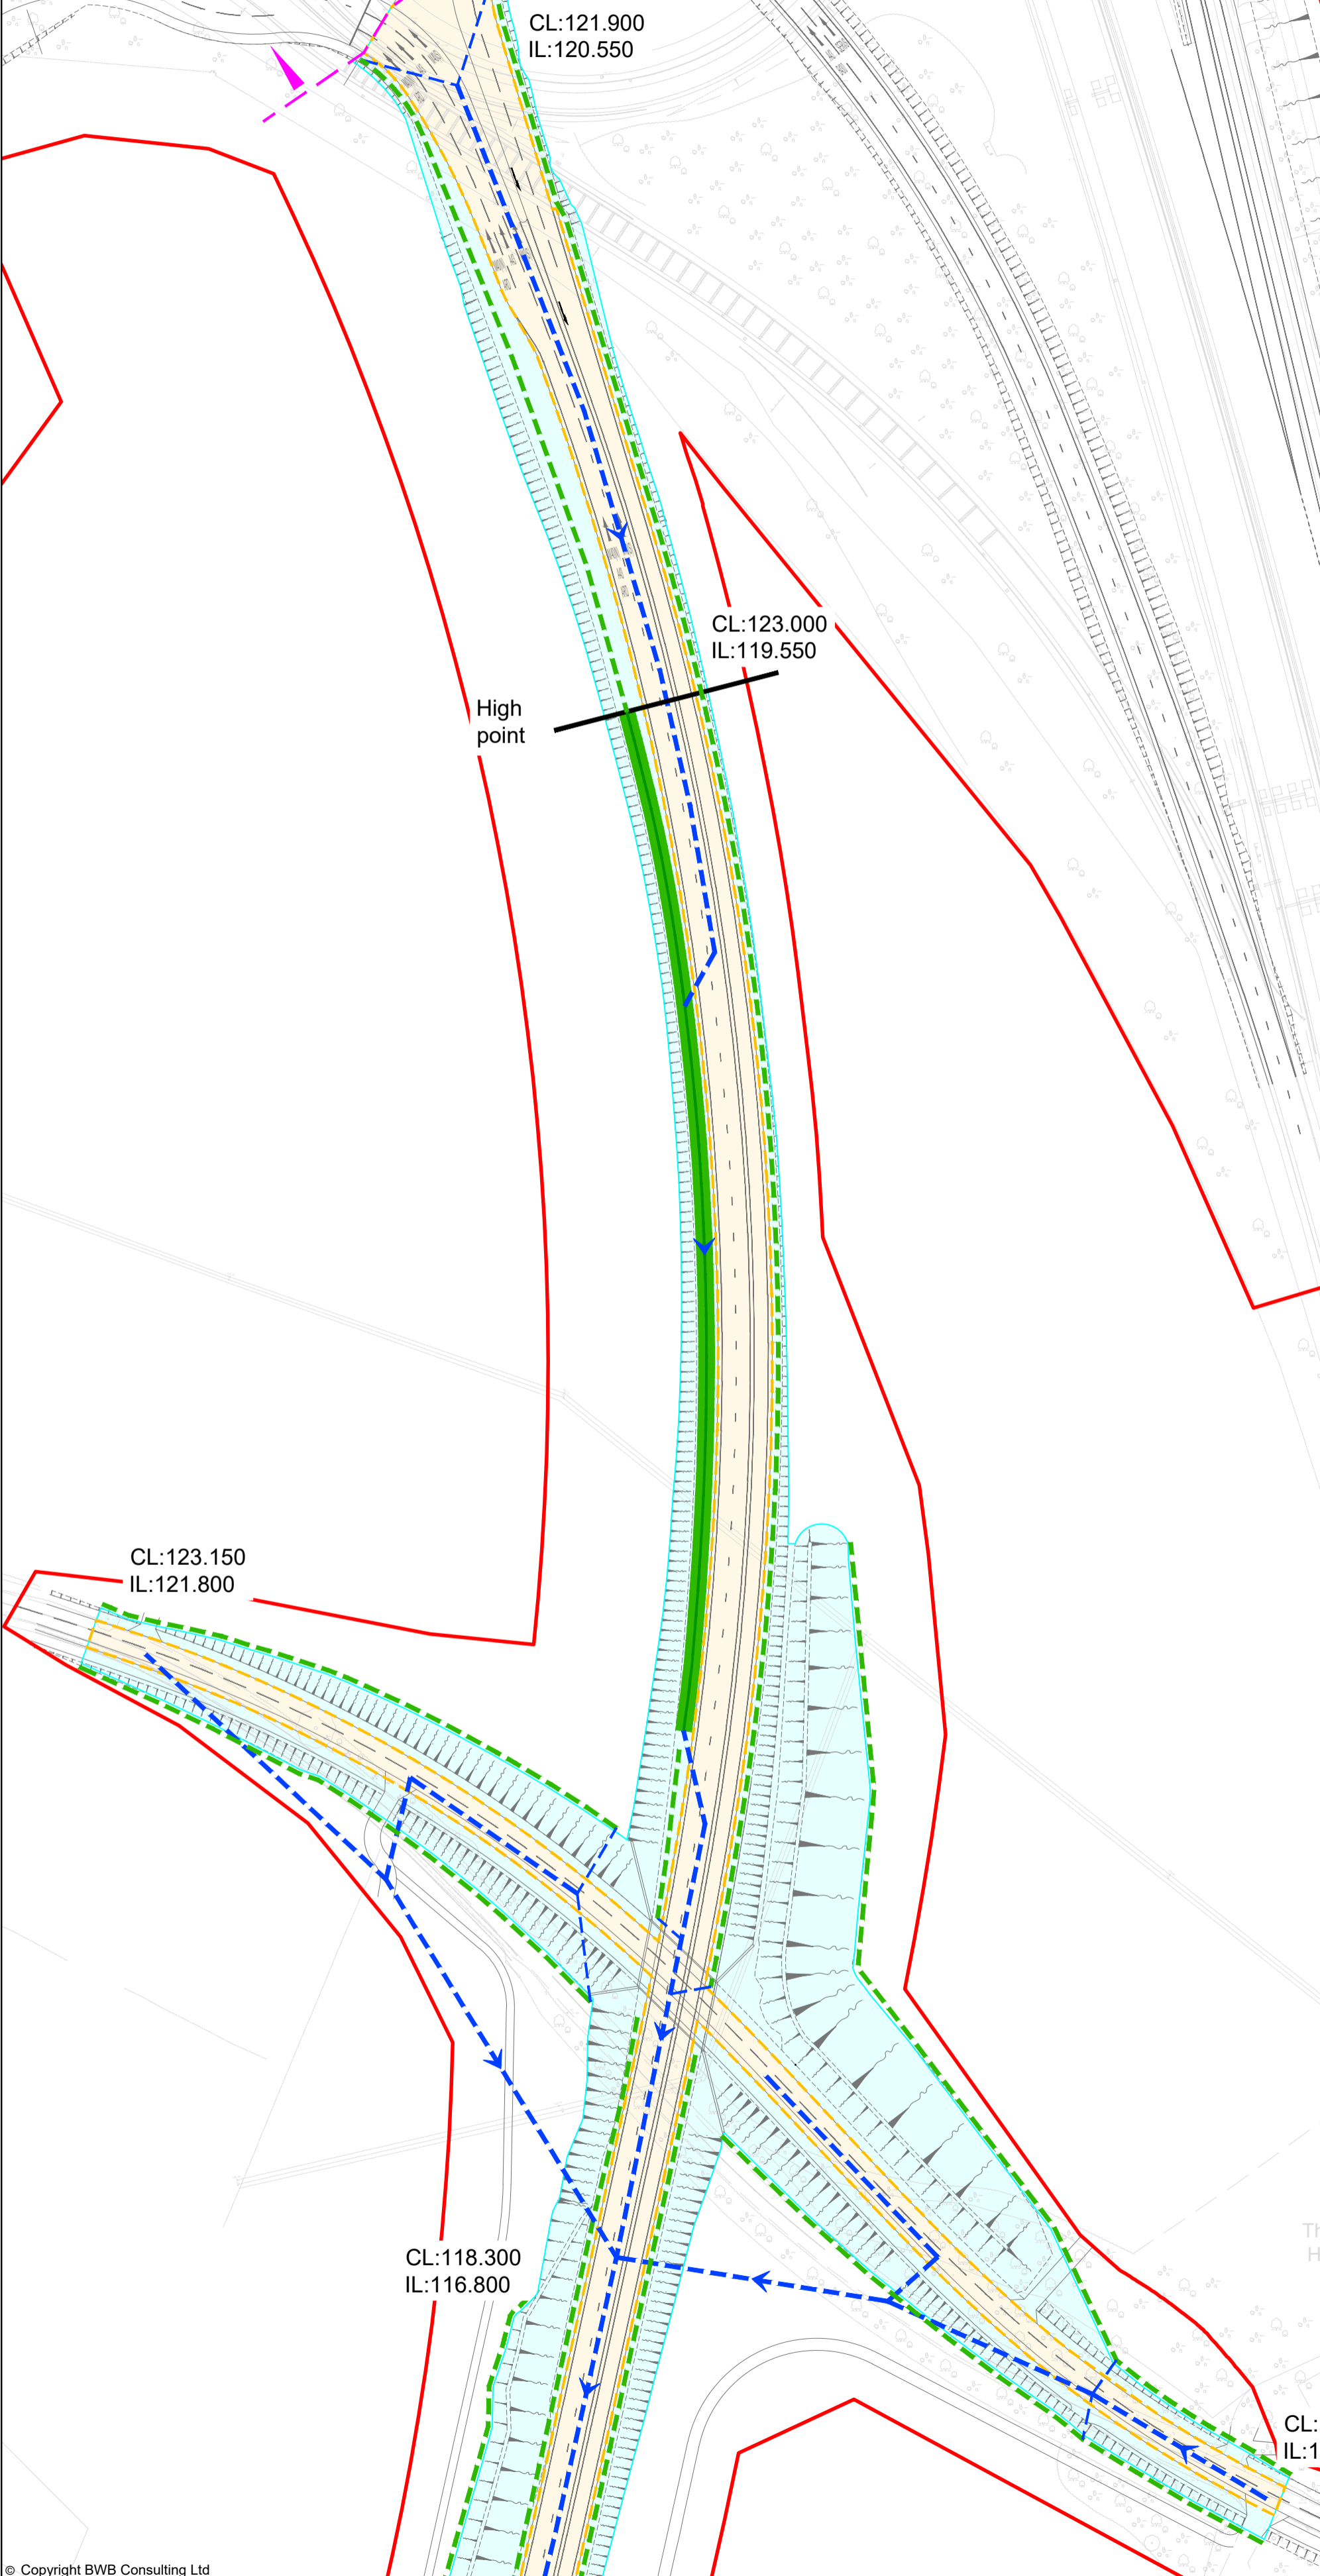 CL:121.900
IL:120.550
CL:123.000
IL:119.550
High
point
CL:123.150
IL:121.800
CL:118.300
IL:116.800
Th
H
CL:
IL:1
© Copyright BWB Consulting Ltd